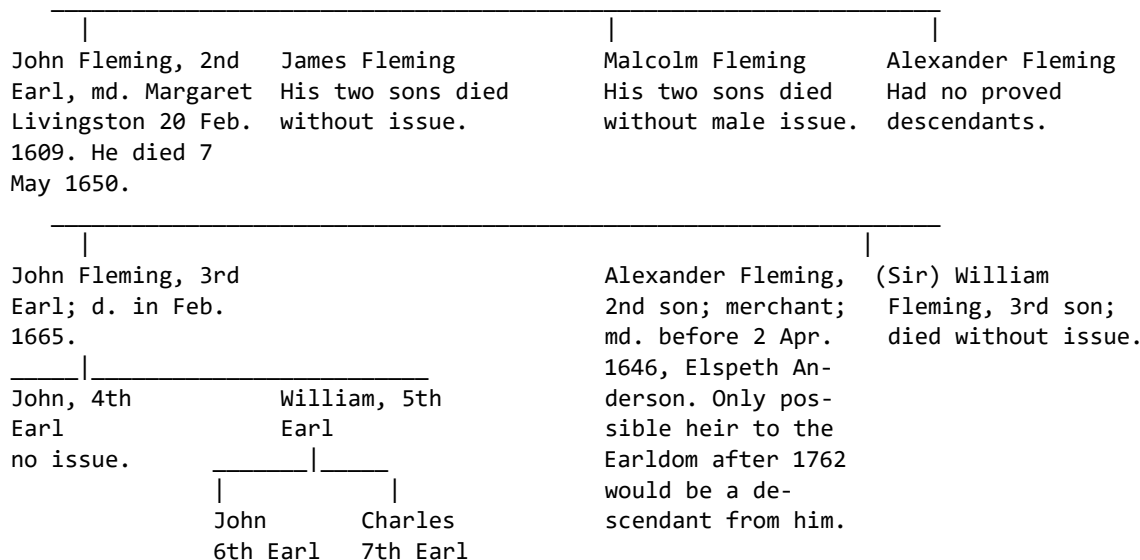 John Fleming, 2nd Earl, md. Margaret Livingston 20 Feb. 1609. He died 7 May 1650.
James Fleming His two sons died without issue.
Malcolm Fleming His two sons died without male issue.
Alexander Fleming Had no proved descendants.
John Fleming, 3rd Earl; d. in Feb. 1665.
Alexander Fleming, 2nd son; merchant; md. before 2 Apr. 1646, Elspeth An-
derson. Only pos-
sible heir to the Earldom after 1762 would be a de-
scendant from him.
(Sir) William Fleming, 3rd son; died without issue.
John, 4th Earl no issue.
William, 5th Earl
John 6th Earl
Charles 7th Earl